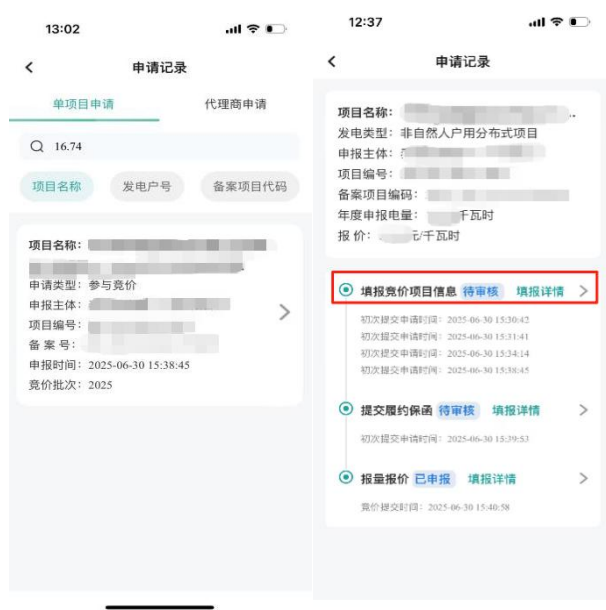 13:02
申请记录
单项目申请
代理商申请
16.74
项目名称
发电户号
备案项目代码
项目名称：
申请类型：参与竞价
申报主体：
项目编号：
备案号：
申报时间：2025-06-30 15:38:45
竞价批次：2025
12:37
申请记录
项目名称：
发电类型：非自然人户用分布式项目
申报主体：
项目编号：
备案项目编码：
年度申报电量： 千瓦时
报价： 元/千瓦时
填报竞价项目信息 待审核 填报详情
初次提交申请时间：2025-06-30 15:30:42
初次提交申请时间：2025-06-30 15:31:41
初次提交申请时间：2025-06-30 15:34:14
初次提交申请时间：2025-06-30 15:38:45
提交履约保函 待审核 填报详情
初次提交申请时间：2025-06-30 15:39:53
报量报价 已申报 填报详情
竞价提交时间：2025-06-30 15:40:58